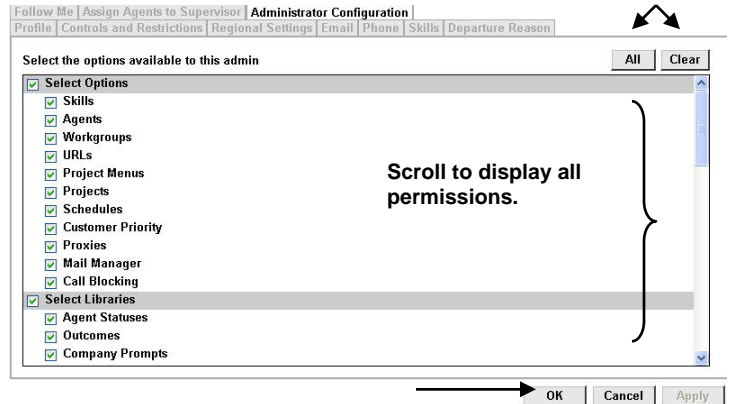 Follow Me Assign Agents to Supervisor Administrator Configuration
Profile Controls and Restrictions Regional Settings Email Phone Skills Departure Reason
Select the options available to this admin
All Clear
Select Options
Skills
Agents
Workgroups
URLs
Project Menus
Projects
Schedules
Customer Priority
Proxies
Mail Manager
Call Blocking
Select Libraries
Agent Statuses
Outcomes
Company Prompts
Scroll to display all
permissions.
OK Cancel Apply